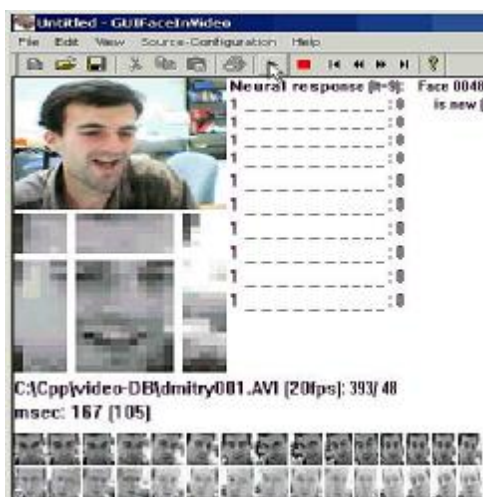 Untitled - GUIFaceInVideo
File Edit View Source-Configuration Help
Neural response (It=9): Face 0048
is new (
1 _ _ _ _ _ _ _ _ _ _ : 0
1 _ _ _ _ _ _ _ _ _ _ : 0
1 _ _ _ _ _ _ _ _ _ _ : 0
1 _ _ _ _ _ _ _ _ _ _ : 0
1 _ _ _ _ _ _ _ _ _ _ : 0
1 _ _ _ _ _ _ _ _ _ _ : 0
1 _ _ _ _ _ _ _ _ _ _ : 0
1 _ _ _ _ _ _ _ _ _ _ : 0
1 _ _ _ _ _ _ _ _ _ _ : 0
1 _ _ _ _ _ _ _ _ _ _ : 0
C:\Cpp\video-DB\dmitry001.AVI [20fps]: 393/ 48
msec: 167 (105)